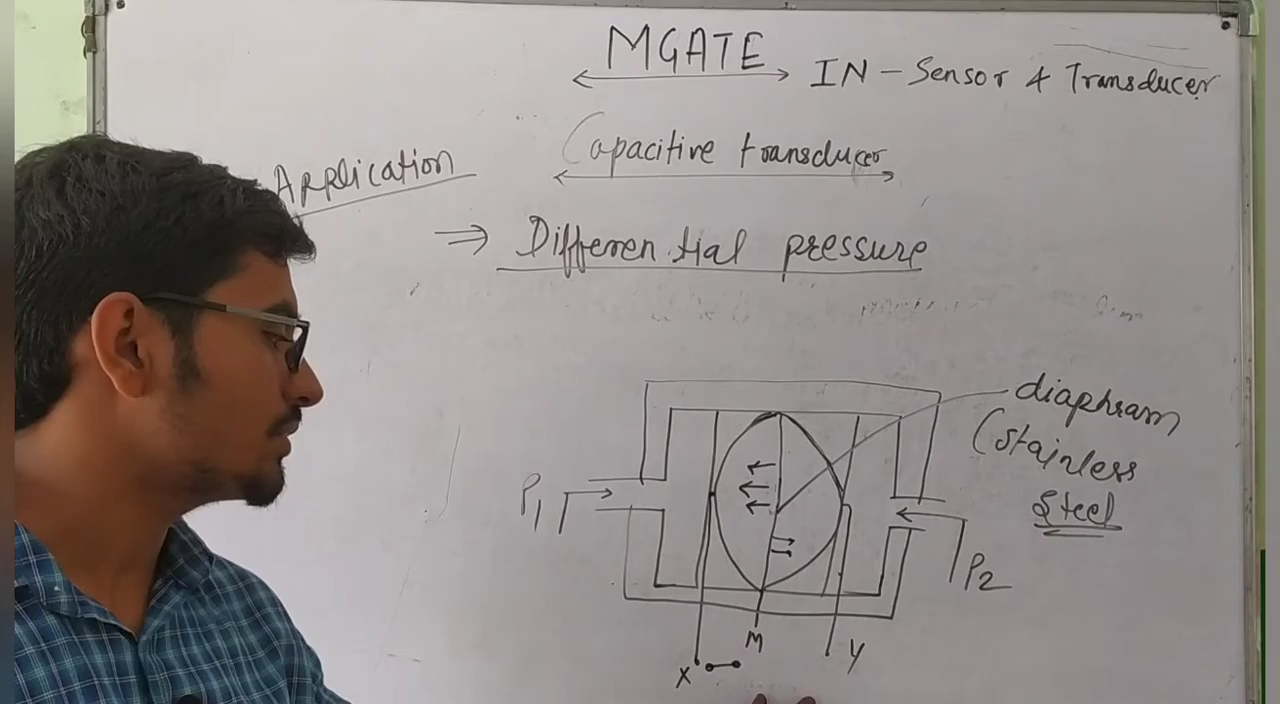 MGATE
IN - Sensor & Transducer
Capacitive transducer
Application
⇒ Differential pressure
diaphram
(stainless
steel
P1
P2
M
X
Y